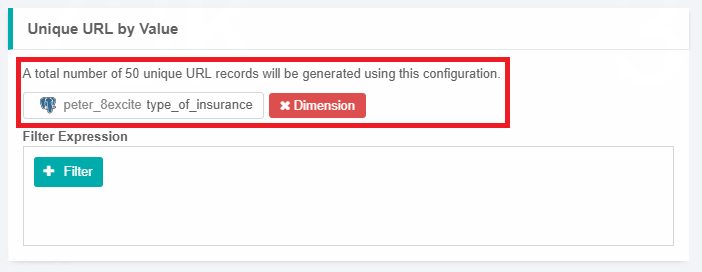 Unique URL by Value
A total number of 50 unique URL records will be generated using this configuration.
peter_8excite type_of_insurance ✖ Dimension
Filter Expression
+ Filter